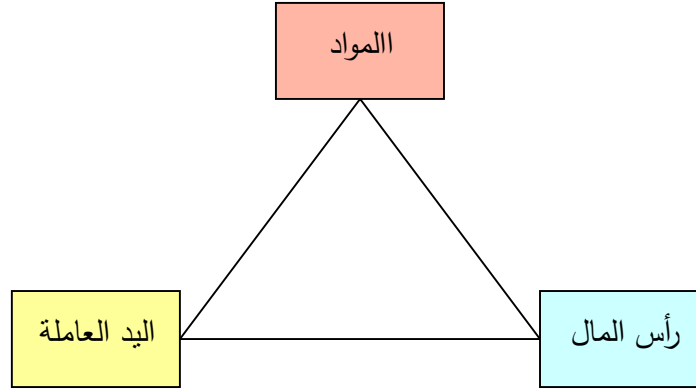 االمواد
رأس المال
اليد العاملة